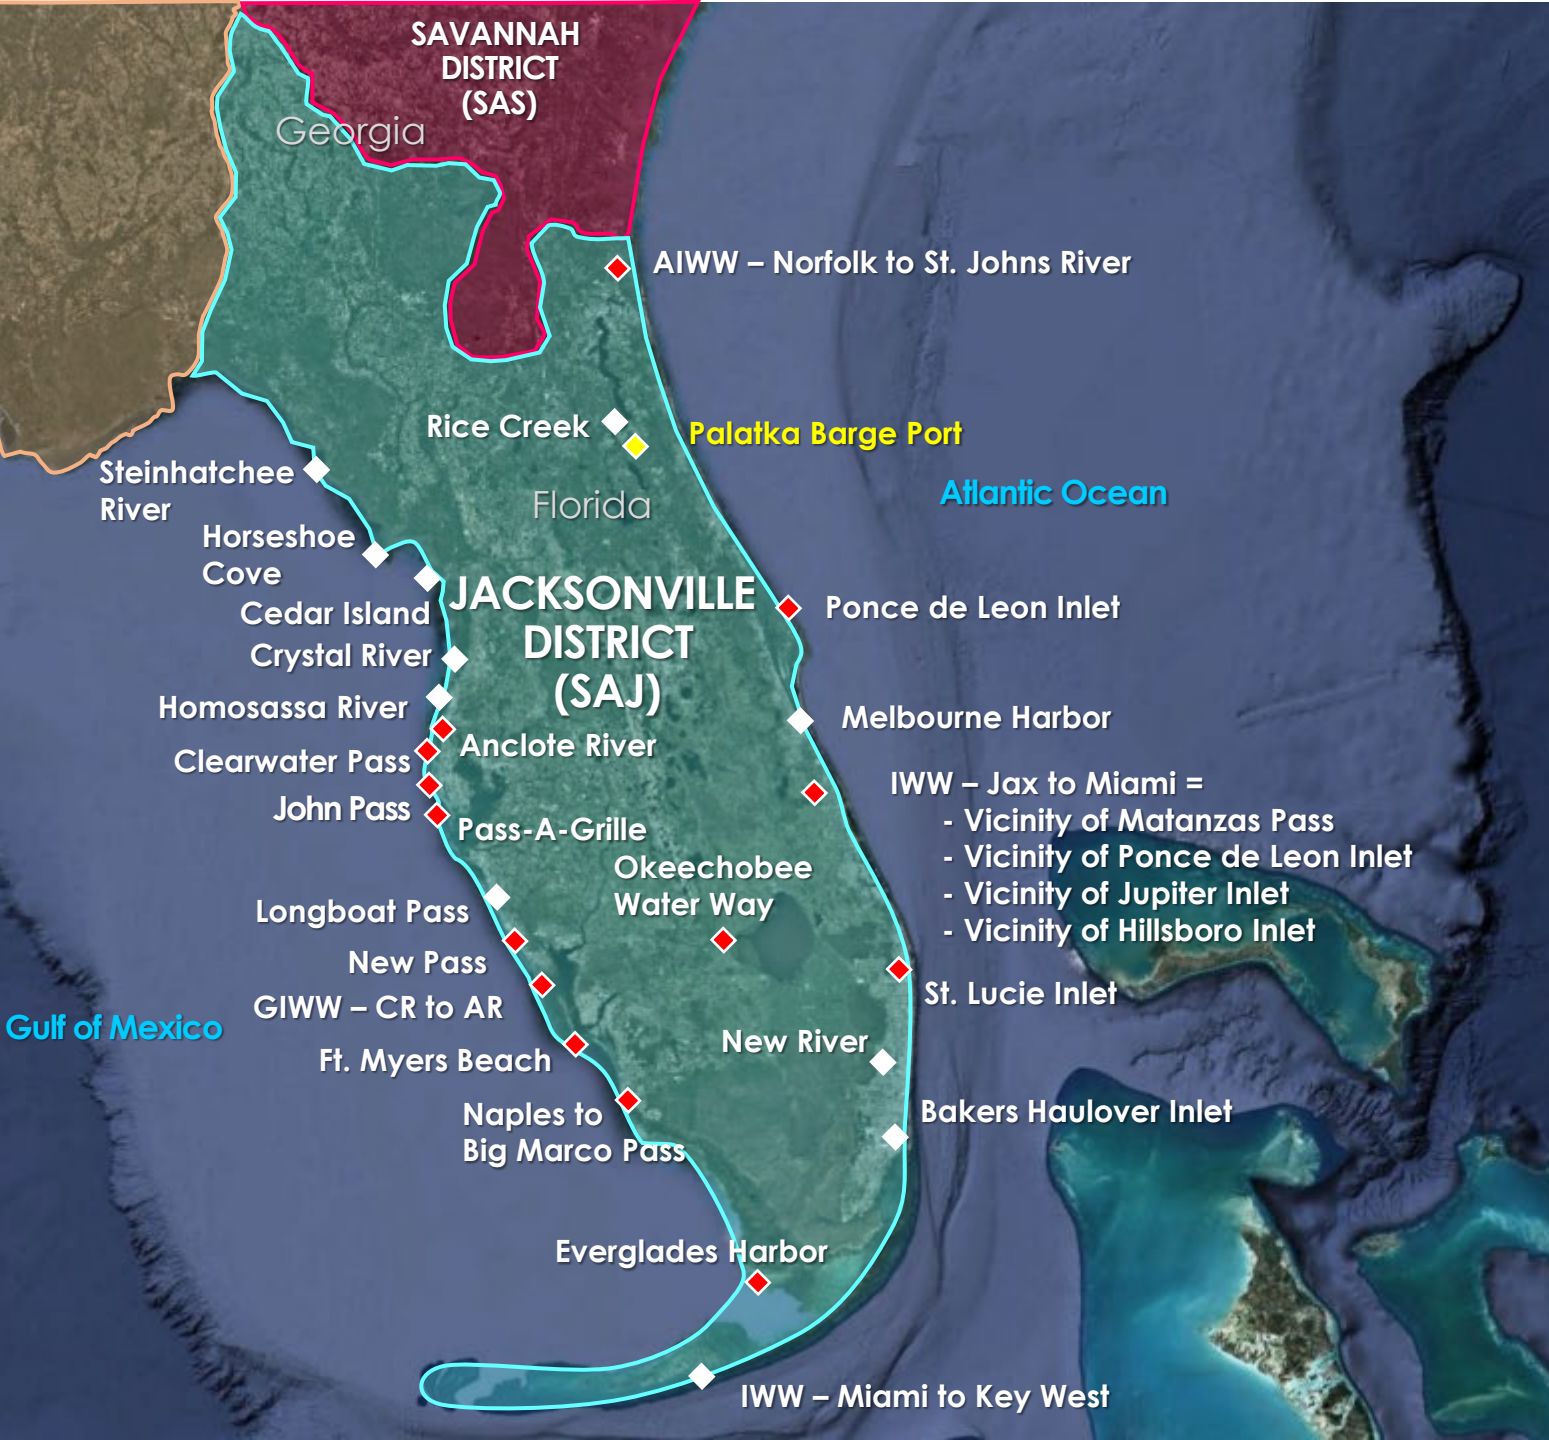 SAVANNAH
DISTRICT
(SAS)
Georgia
AIWW – Norfolk to St. Johns River
Rice Creek
Palatka Barge Port
Steinhatchee
River
Florida
Atlantic Ocean
Horseshoe
Cove
JACKSONVILLE
DISTRICT
(SAJ)
Cedar Island
Ponce de Leon Inlet
Crystal River
Homosassa River
Melbourne Harbor
Anclote River
Clearwater Pass
IWW – Jax to Miami =
- Vicinity of Matanzas Pass
- Vicinity of Ponce de Leon Inlet
- Vicinity of Jupiter Inlet
- Vicinity of Hillsboro Inlet
John Pass
Pass-A-Grille
Okeechobee
Water Way
Longboat Pass
New Pass
St. Lucie Inlet
GIWW – CR to AR
Gulf of Mexico
New River
Ft. Myers Beach
Bakers Haulover Inlet
Naples to
Big Marco Pass
Everglades Harbor
IWW – Miami to Key West